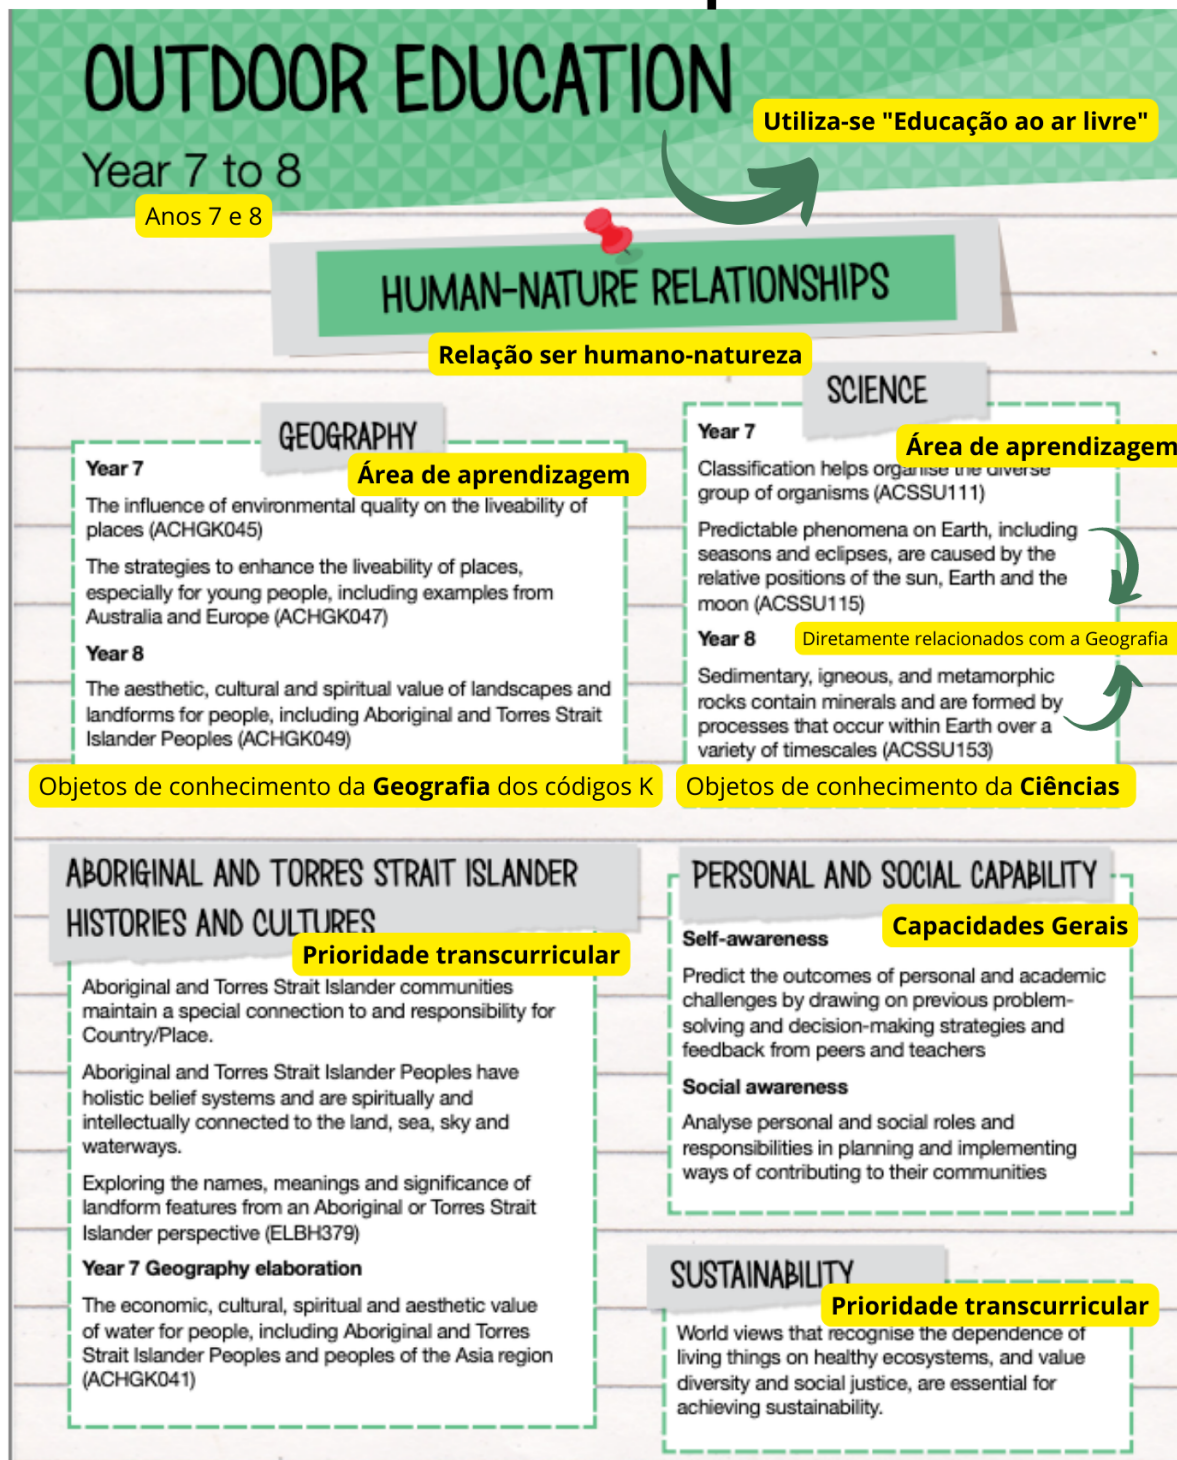 OUTDOOR EDUCATION
Utiliza-se "Educação ao ar livre"
Year 7 to 8
Anos 7 e 8
HUMAN-NATURE RELATIONSHIPS
Relação ser humano-natureza
GEOGRAPHY
Área de aprendizagem
Year 7
The influence of environmental quality on the liveability of
places (ACHGK045)
The strategies to enhance the liveability of places,
especially for young people, including examples from
Australia and Europe (ACHGK047)
Year 8
The aesthetic, cultural and spiritual value of landscapes and
landforms for people, including Aboriginal and Torres Strait
Islander Peoples (ACHGK049)
Objetos de conhecimento da Geografia dos códigos K
SCIENCE
Year 7
Área de aprendizagem
Classification helps organise the diverse
group of organisms (ACSSU111)
Predictable phenomena on Earth, including
seasons and eclipses, are caused by the
relative positions of the sun, Earth and the
moon (ACSSU115)
Year 8
Diretamente relacionados com a Geografia
Sedimentary, igneous, and metamorphic
rocks contain minerals and are formed by
processes that occur within Earth over a
variety of timescales (ACSSU153)
Objetos de conhecimento da Ciências
ABORIGINAL AND TORRES STRAIT ISLANDER
HISTORIES AND CULTURES
Prioridade transcurricular
Aboriginal and Torres Strait Islander communities
maintain a special connection to and responsibility for
Country/Place.
Aboriginal and Torres Strait Islander Peoples have
holistic belief systems and are spiritually and
intellectually connected to the land, sea, sky and
waterways.
Exploring the names, meanings and significance of
landform features from an Aboriginal or Torres Strait
Islander perspective (ELBH379)
Year 7 Geography elaboration
The economic, cultural, spiritual and aesthetic value
of water for people, including Aboriginal and Torres
Strait Islander Peoples and peoples of the Asia region
(ACHGK041)
PERSONAL AND SOCIAL CAPABILITY
Capacidades Gerais
Self-awareness
Predict the outcomes of personal and academic
challenges by drawing on previous problem-
solving and decision-making strategies and
feedback from peers and teachers
Social awareness
Analyse personal and social roles and
responsibilities in planning and implementing
ways of contributing to their communities
SUSTAINABILITY
Prioridade transcurricular
World views that recognise the dependence of
living things on healthy ecosystems, and value
diversity and social justice, are essential for
achieving sustainability.